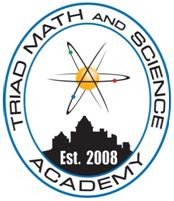 TRIAD MATH AND SCIENCE
ACADEMY
Est. 2008